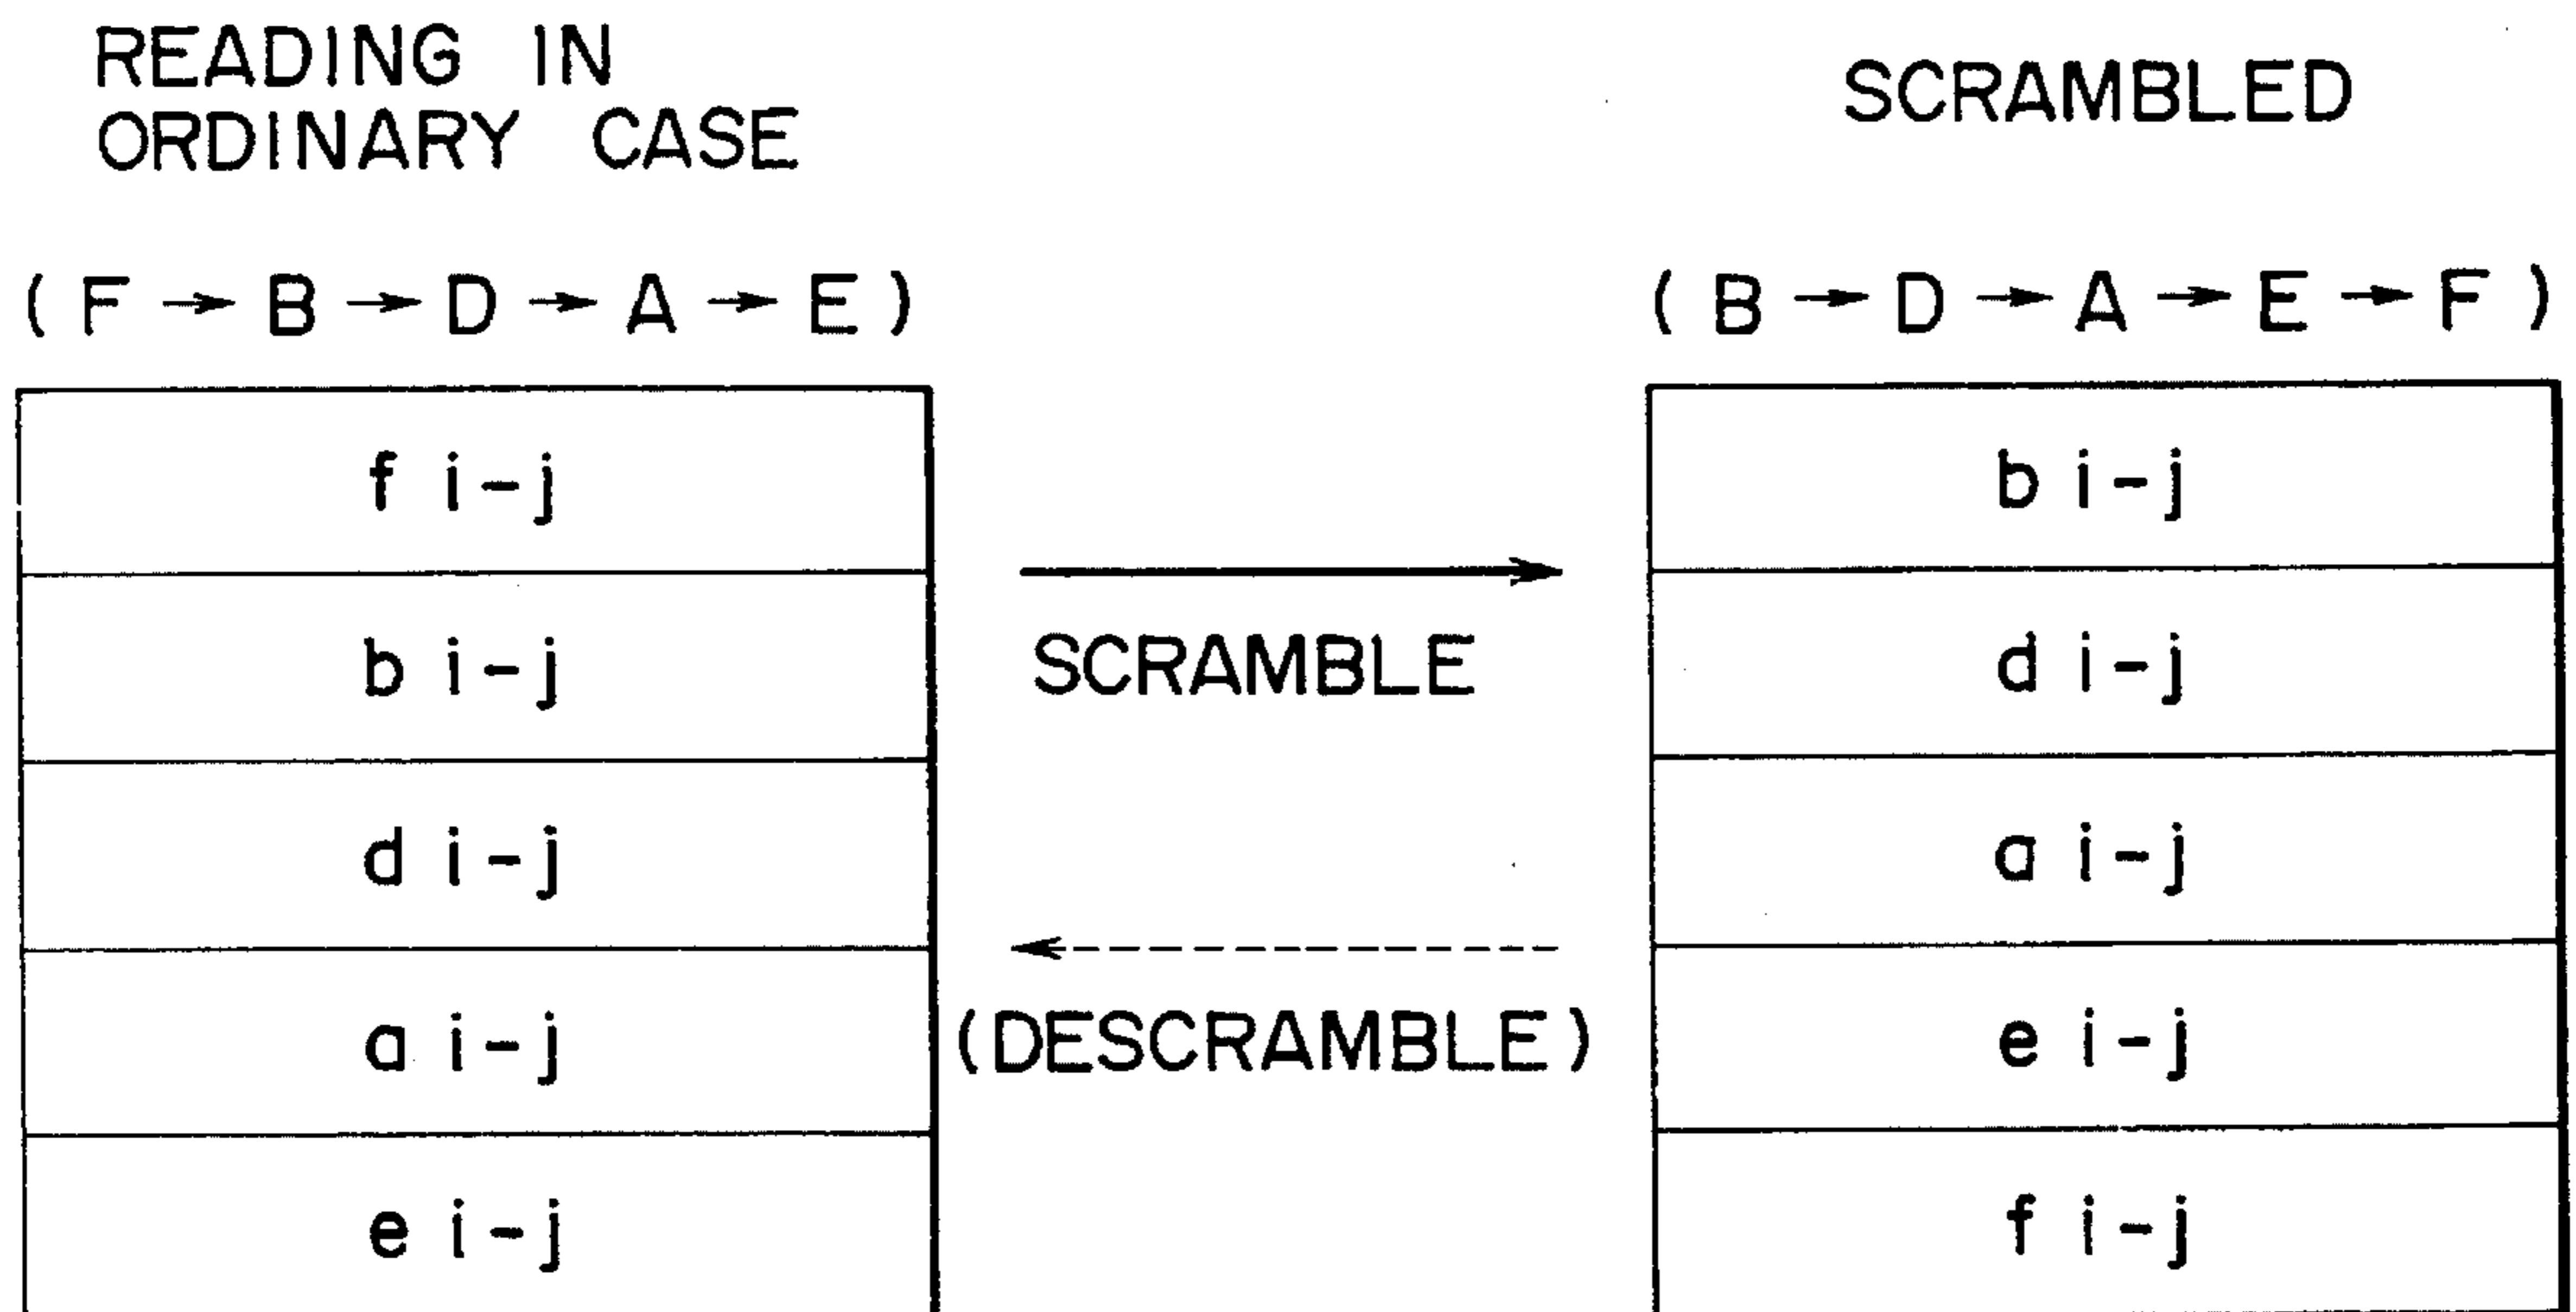 READING IN
ORDINARY CASE
(F → B → D → A → E)
f i-j
b i-j
d i-j
a i-j
e i-j
SCRAMBLE
(DESCRAMBLE)
SCRAMBLED
(B → D → A → E → F)
b i-j
d i-j
a i-j
e i-j
f i-j